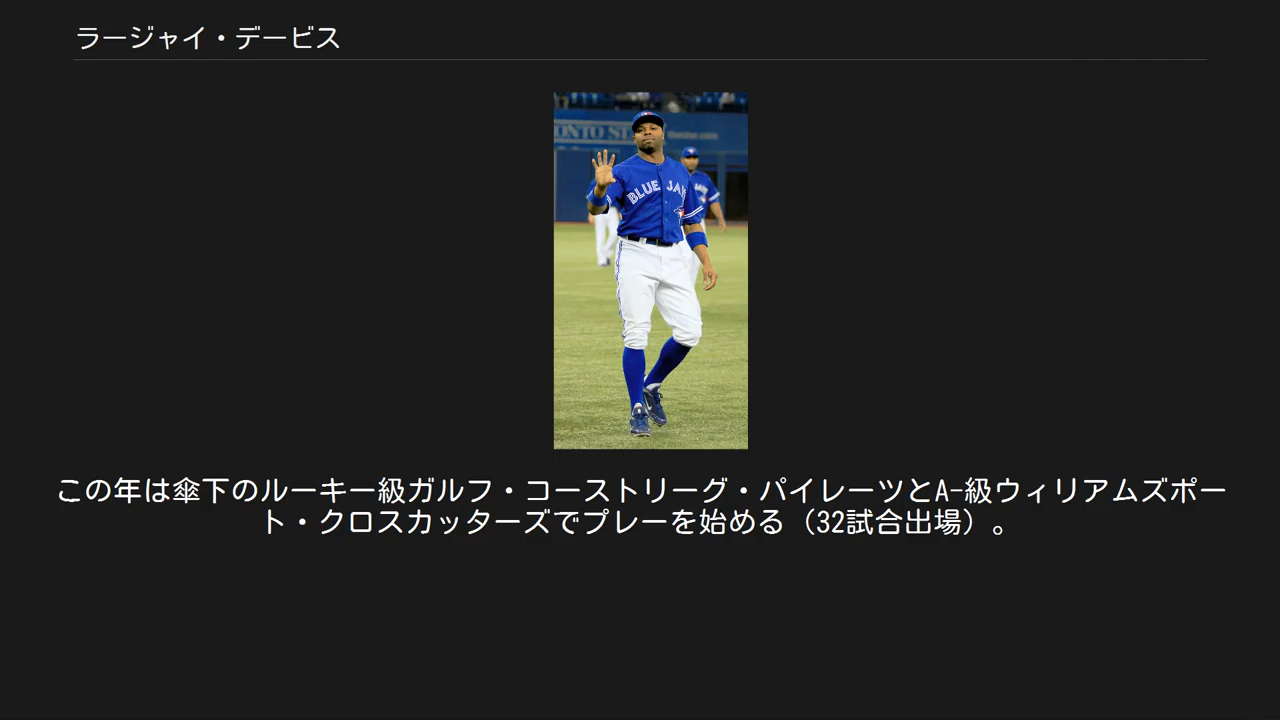 ラージャイ・デービス
ONTO ST
BLUE JA
この年は傘下のルーキー級ガルフ・コーストリーグ・パイレーツとA-級ウィリアムズポー
ト・クロスカッターズでプレーを始める（32試合出場）。